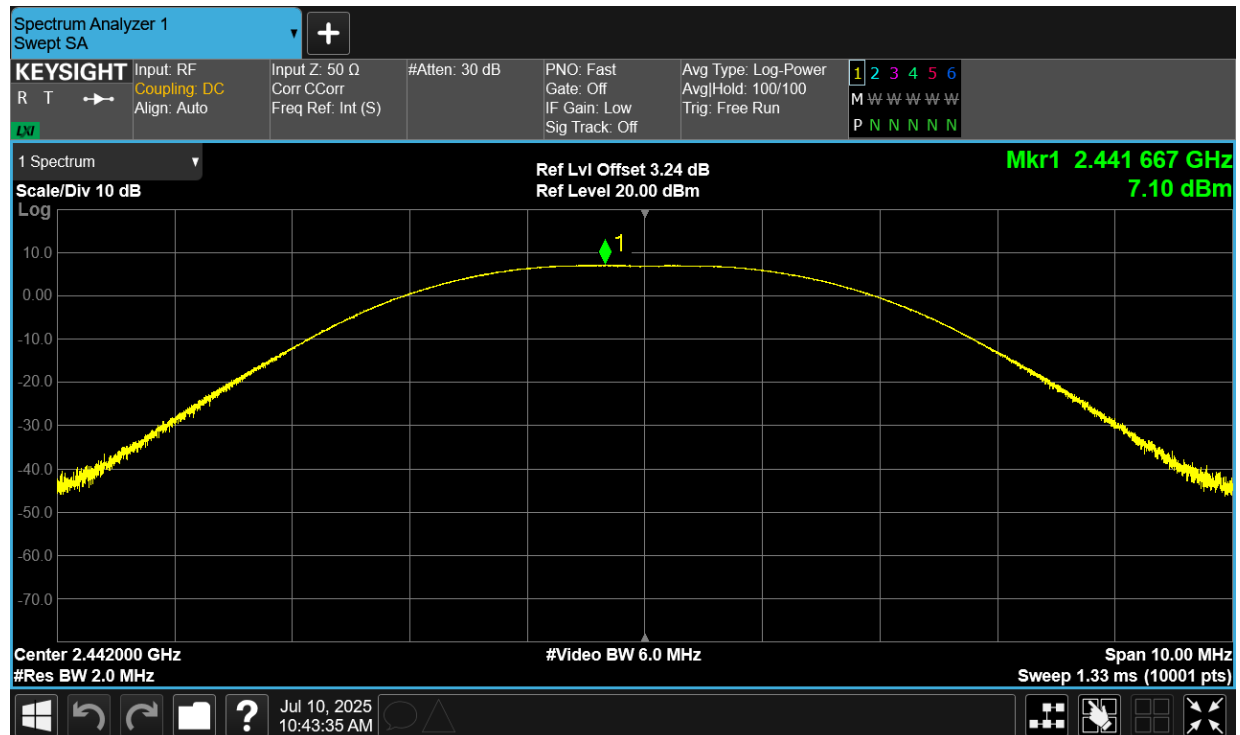 Spectrum Analyzer 1
Swept SA
+
KEYSIGHT
R T
LXI
Input: RF
Coupling: DC
Align: Auto
Input Z: 50 Ω
Corr CCorr
Freq Ref: Int (S)
#Atten: 30 dB
PNO: Fast
Gate: Off
IF Gain: Low
Sig Track: Off
Avg Type: Log-Power
Avg|Hold: 100/100
Trig: Free Run
1 2 3 4 5 6
M W W W W W
P N N N N N
1 Spectrum
Scale/Div 10 dB
Log
Ref Lvl Offset 3.24 dB
Ref Level 20.00 dBm
Mkr1 2.441 667 GHz
7.10 dBm
1
10.0
0.00
-10.0
-20.0
-30.0
-40.0
-50.0
-60.0
-70.0
Center 2.442000 GHz
#Res BW 2.0 MHz
#Video BW 6.0 MHz
Span 10.00 MHz
Sweep 1.33 ms (10001 pts)
?
Jul 10, 2025
10:43:35 AM